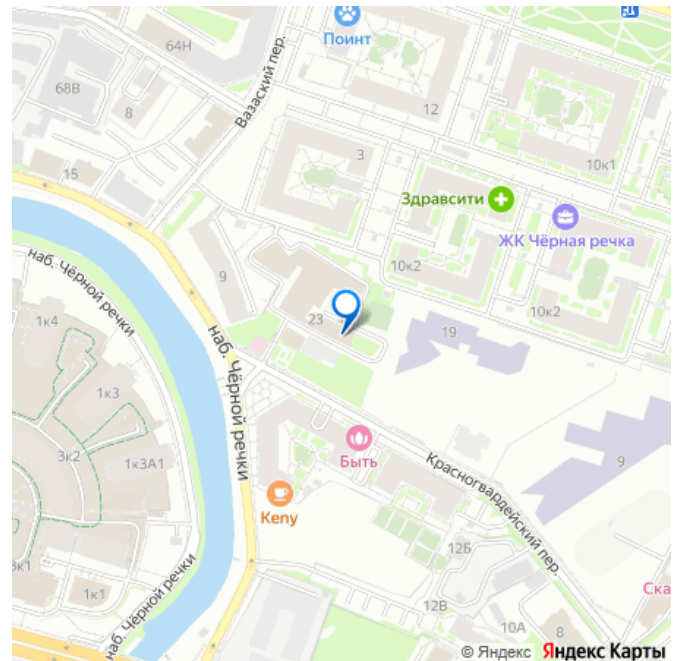 Поинт
64Н
Вазаский пер.
68В
8
12
3
10к1
15
Здравсити
ЖК Чёрная речка
наб. Чёрной речки
9
10к2
10к2
1к4
23
19
наб. Чёрной речки
1к3
Быть
Красногвардейский пер.
3к2
1к3А1
9
Keny
12Б
1к1
12В
Ска
10А
8
наб. Чёрной речки
© Яндекс Яндекс Карты